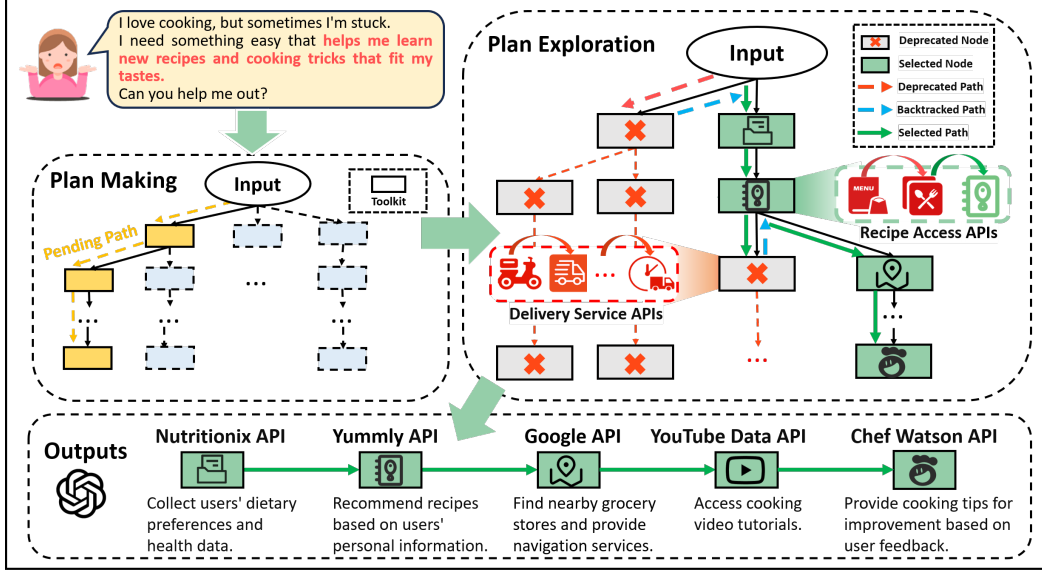 I love cooking, but sometimes I'm stuck.
I need something easy that helps me learn
new recipes and cooking tricks that fit my
tastes.
Can you help me out?
Plan Making
Input
Toolkit
Pending Path
...
...
...
...
Plan Exploration
Input
Deprecated Node
Selected Node
Deprecated Path
Backtracked Path
Selected Path
MENU
Recipe Access APIs
...
Delivery Service APIs
...
...
Outputs
Nutritionix API
Collect users' dietary
preferences and
health data.
Yummly API
Recommend recipes
based on users'
personal information.
Google API
Find nearby grocery
stores and provide
navigation services.
YouTube Data API
Access cooking
video tutorials.
Chef Watson API
Provide cooking tips for
improvement based on
user feedback.